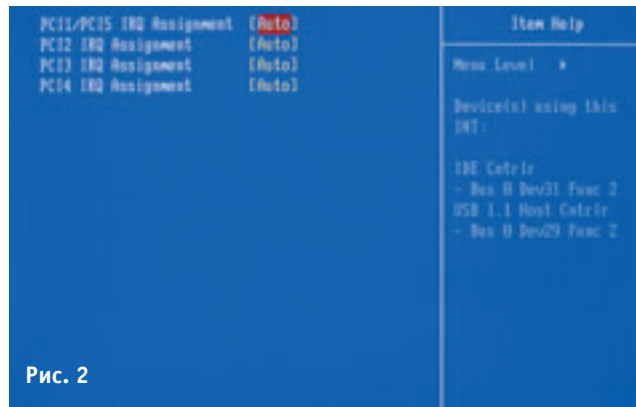 PCI1/PCI5 IRQ Assignment [Auto]
PCI2 IRQ Assignment [Auto]
PCI3 IRQ Assignment [Auto]
PCI4 IRQ Assignment [Auto]
Item Help
Menu Level
Device(s) using this
INT:
IDE Cntrlr
- Bus 0 Dev31 Func 2
USB 1.1 Host Cntrlr
- Bus 0 Dev29 Func 2
Рис. 2